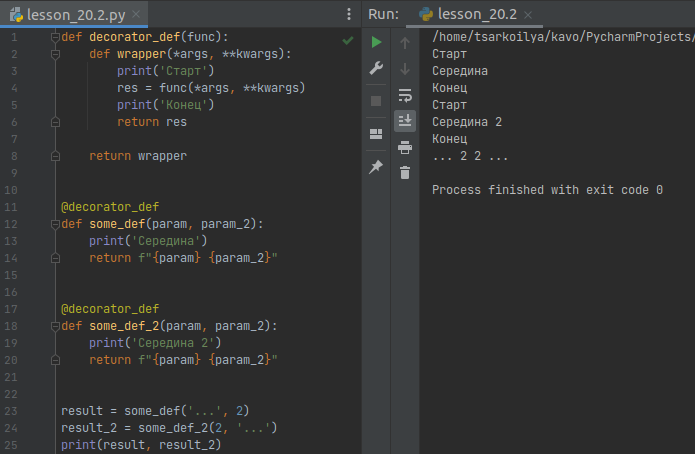 lesson_20.2.py
1 def decorator_def(func):
2 def wrapper(*args, **kwargs):
3 print('Старт')
4 res = func(*args, **kwargs)
5 print('Конец')
6 return res
7
8 return wrapper
9
10
11 @decorator_def
12 def some_def(param, param_2):
13 print('Середина')
14 return f"{param} {param_2}"
15
16
17 @decorator_def
18 def some_def_2(param, param_2):
19 print('Середина 2')
20 return f"{param} {param_2}"
21
22
23 result = some_def('...', 2)
24 result_2 = some_def_2(2, '...')
25 print(result, result_2)
Run: lesson_20.2
/home/tsarkoilya/kavo/PycharmProjects/
Старт
Середина
Конец
Старт
Середина 2
Конец
... 2 2 ...
Process finished with exit code 0